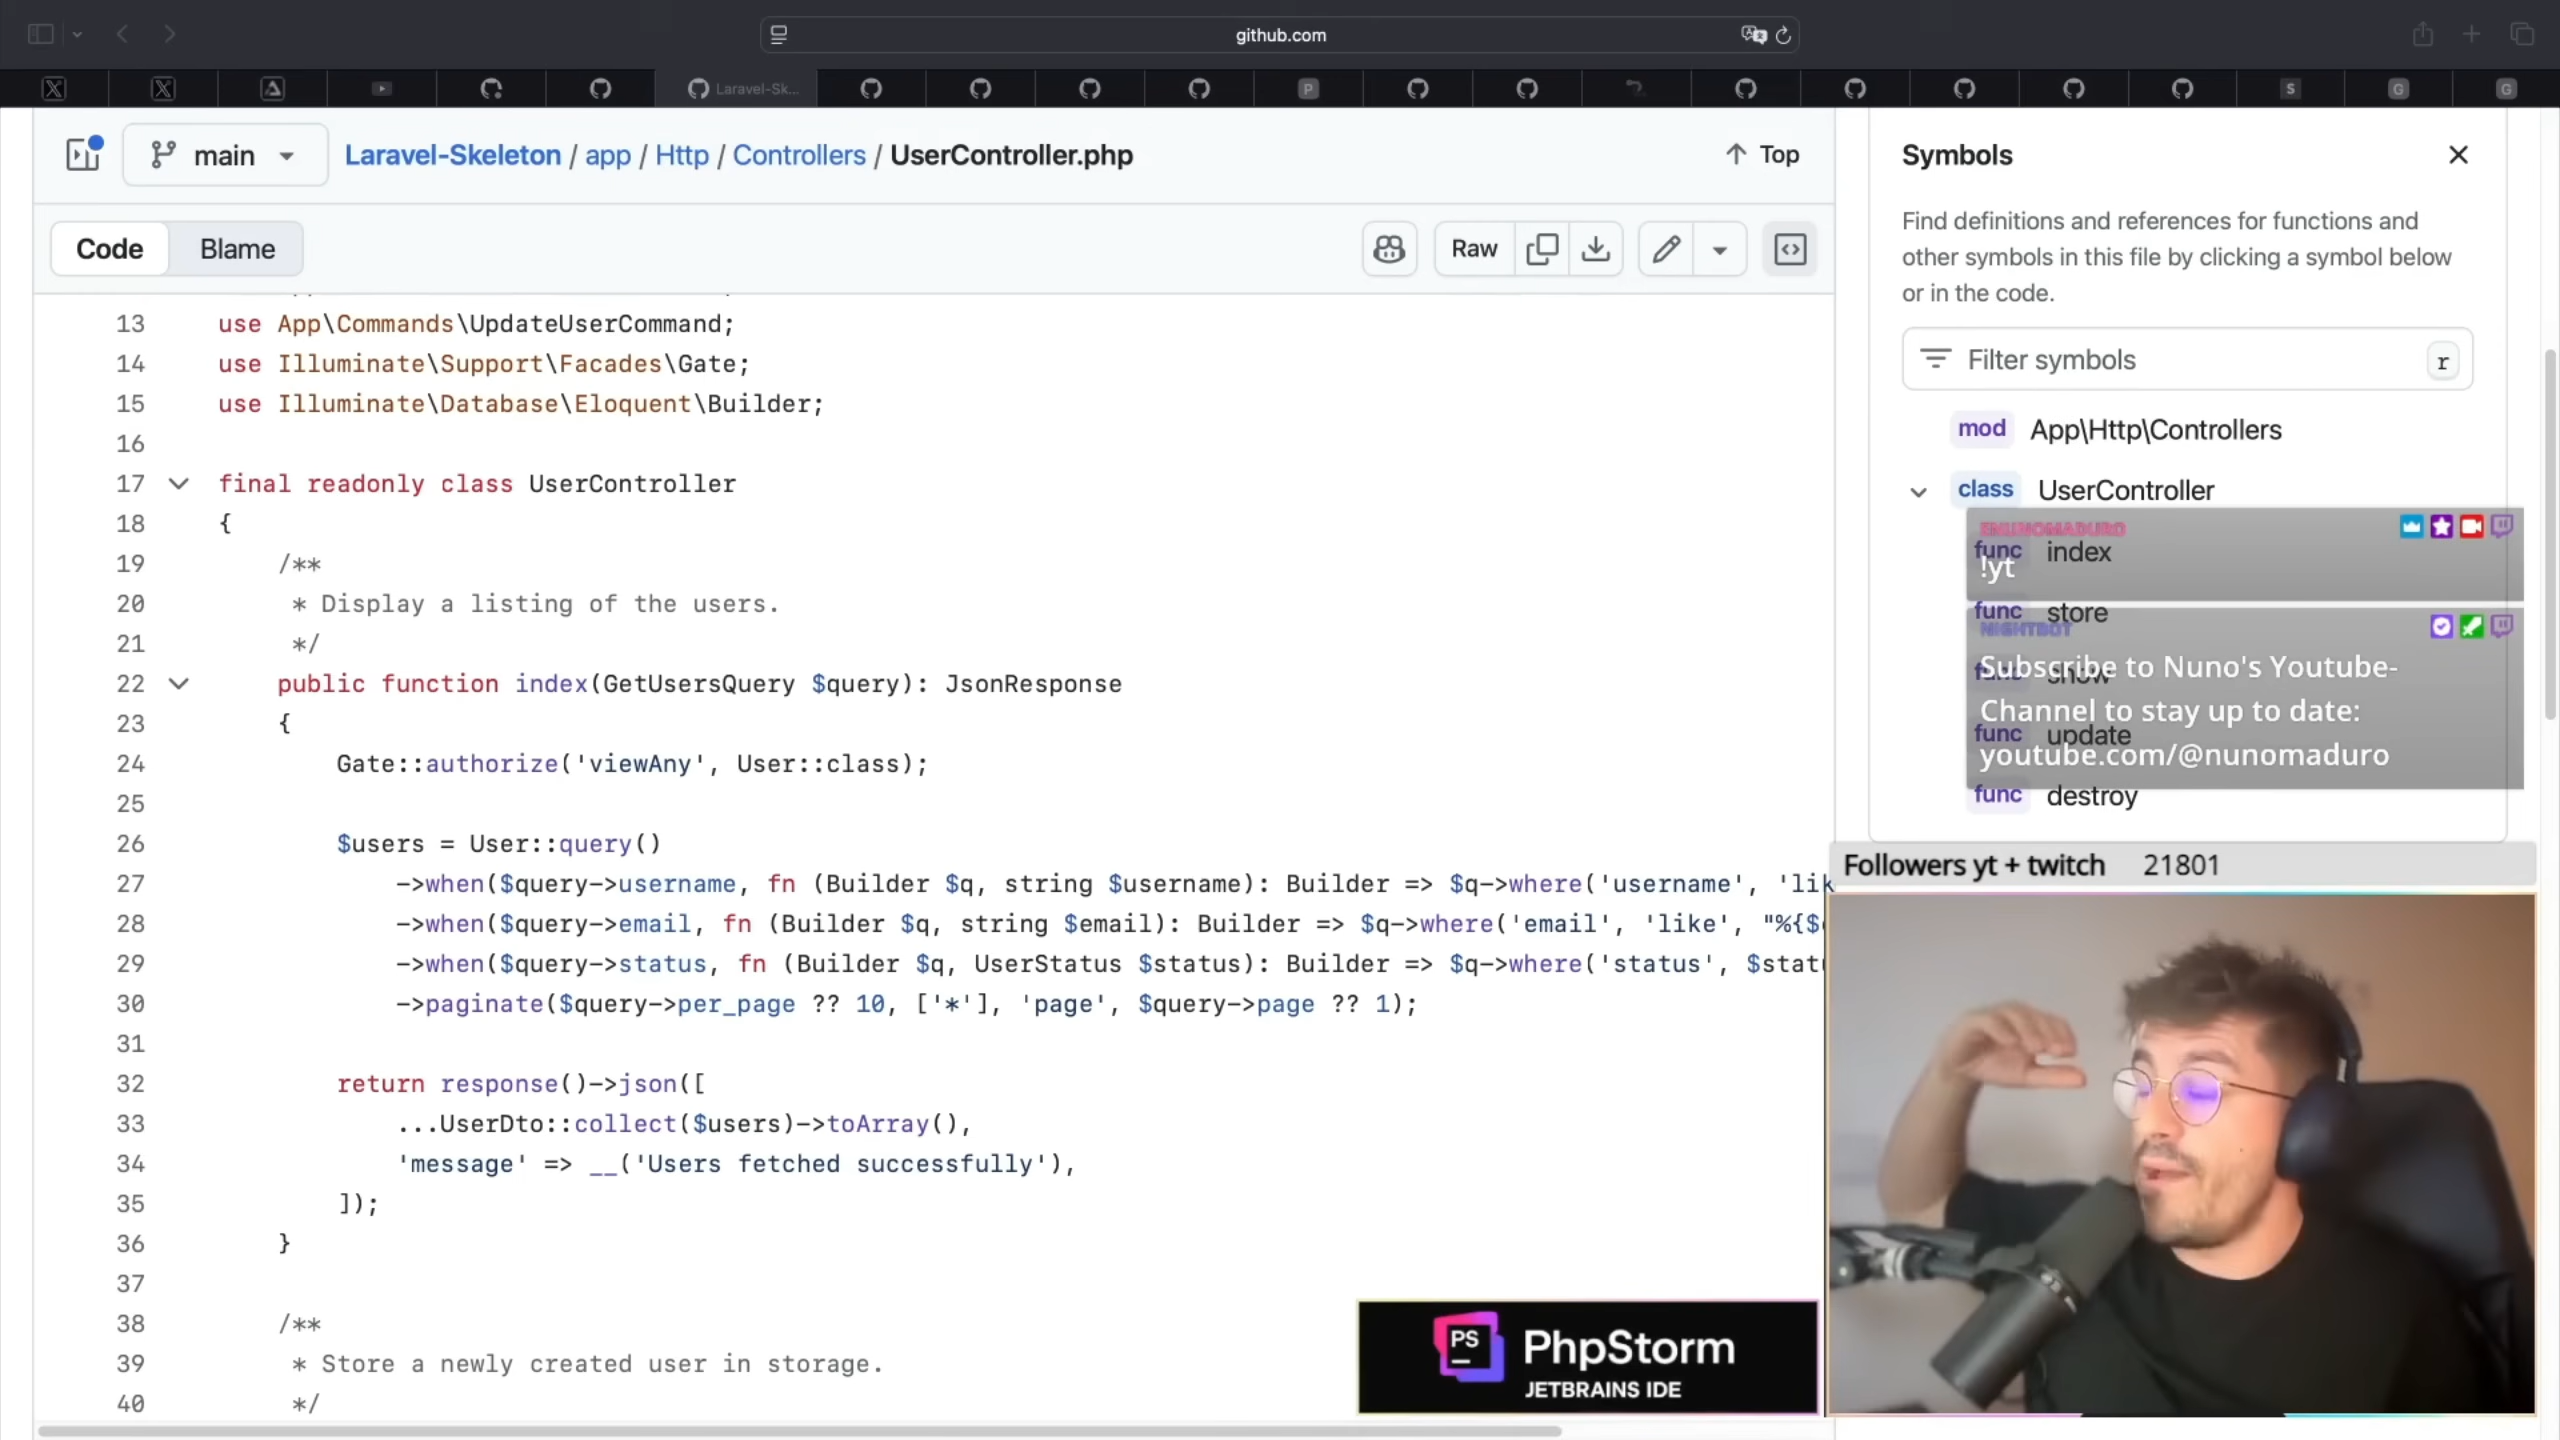 github.com
Laravel-Sk...
main
Laravel-Skeleton / app / Http / Controllers / UserController.php
Top
Code
Blame
Raw
13 use App\Commands\UpdateUserCommand;
14 use Illuminate\Support\Facades\Gate;
15 use Illuminate\Database\Eloquent\Builder;
16
17 final readonly class UserController
18 {
19 /**
20 * Display a listing of the users.
21 */
22 public function index(GetUsersQuery $query): JsonResponse
23 {
24 Gate::authorize('viewAny', User::class);
25
26 $users = User::query()
27 ->when($query->username, fn (Builder $q, string $username): Builder => $q->where('username', 'lik
28 ->when($query->email, fn (Builder $q, string $email): Builder => $q->where('email', 'like', "%{$
29 ->when($query->status, fn (Builder $q, UserStatus $status): Builder => $q->where('status', $stat
30 ->paginate($query->per_page ?? 10, ['*'], 'page', $query->page ?? 1);
31
32 return response()->json([
33 ...UserDto::collect($users)->toArray(),
34 'message' => __('Users fetched successfully'),
35 ]);
36 }
37
38 /**
39 * Store a newly created user in storage.
40 */
Symbols
Find definitions and references for functions and
other symbols in this file by clicking a symbol below
or in the code.
Filter symbols
r
mod App\Http\Controllers
class UserController
ENUNOMADURO
func index
!yt
func store
NIGHTBOT
func show
Subscribe to Nuno's Youtube-
Channel to stay up to date:
func update
youtube.com/@nunomaduro
func destroy
Followers yt + twitch 21801
PS
PhpStorm
JETBRAINS IDE